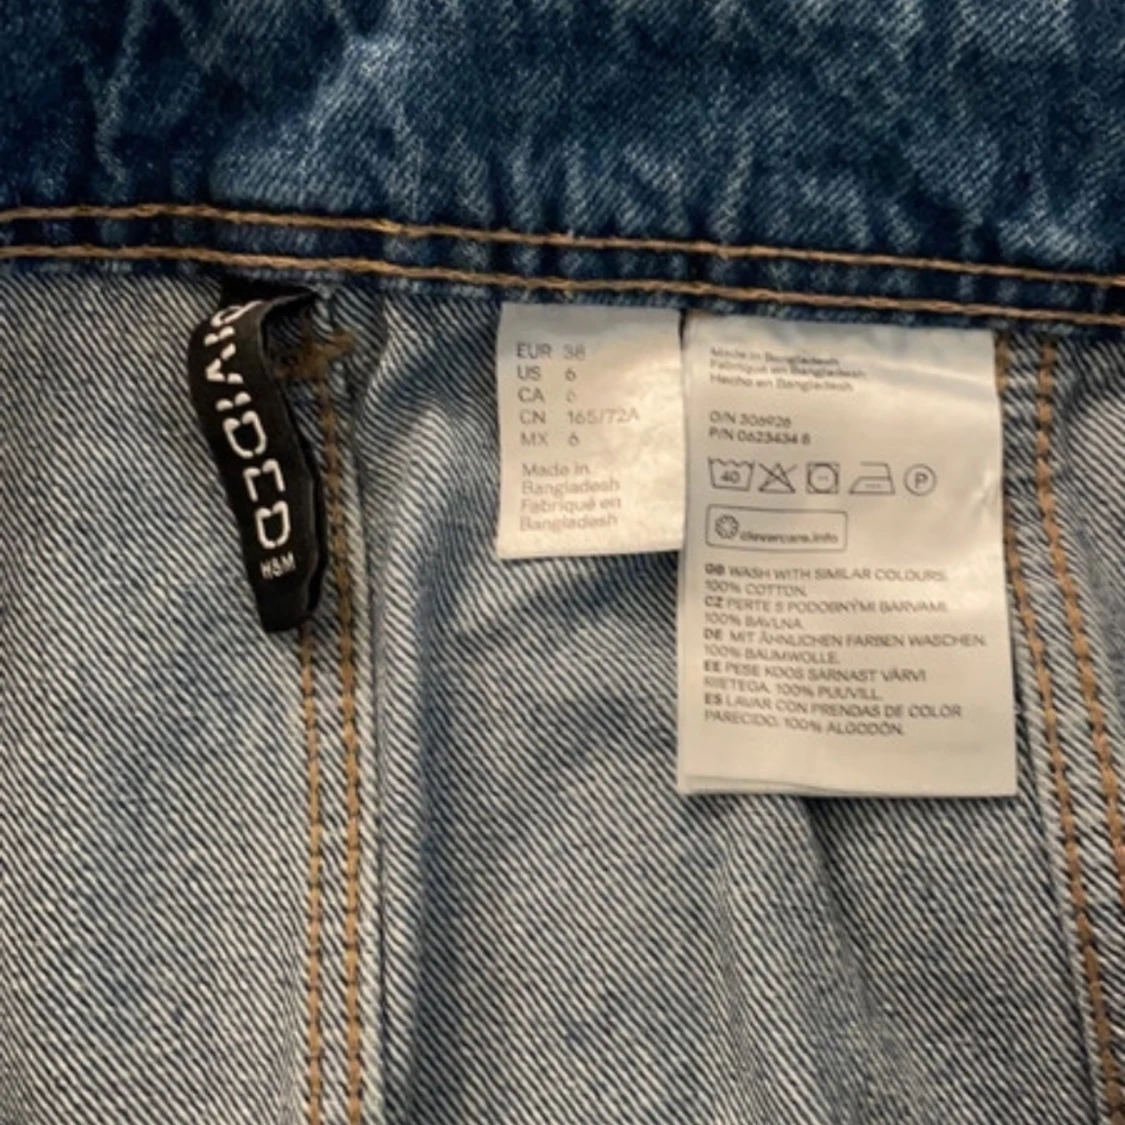 DIVIDED
H&M
EUR 38
US 6
CA 6
CN 165/72A
MX 6
Made in
Bangladesh
Fabriqué en
Bangladesh
Made in Bangladesh
Fabriqué en Bangladesh
Hecho en Bangladesh
O/N 306926
P/N 0623434 8
40
P
clevercare.info
GB WASH WITH SIMILAR COLOURS.
100% COTTON.
CZ PERTE S PODOBNÝMI BARVAMI.
100% BAVLNA.
DE MIT ÄHNLICHEN FARBEN WASCHEN.
100% BAUMWOLLE.
EE PESE KOOS SARNAST VÄRVI
RIIETEGA. 100% PUUVILL.
ES LAVAR CON PRENDAS DE COLOR
PARECIDO. 100% ALGODÓN.